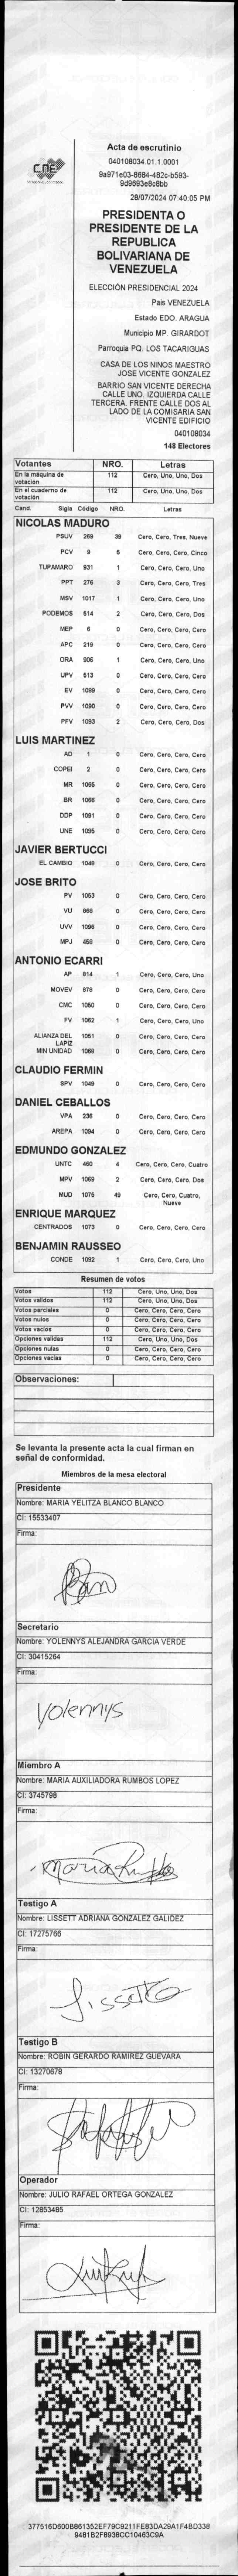 CNE
Acta de escrutinio
040108034.01.1.0001
9a971e03-8684-482c-b593-
9d9693e8c8bb
28/07/2024 07:40:05 PM
PRESIDENTA O
PRESIDENTE DE LA
REPUBLICA
BOLIVARIANA DE
VENEZUELA
ELECCIÓN PRESIDENCIAL 2024
Pais VENEZUELA
Estado EDO. ARAGUA
Municipio MP. GIRARDOT
Parroquia PQ. LOS TACARIGUAS
CASA DE LOS NINOS MAESTRO
JOSE VICENTE GONZALEZ
BARRIO SAN VICENTE DERECHA
CALLE UNO. IZQUIERDA CALLE
TERCERA. FRENTE CALLE DOS AL
LADO DE LA COMISARIA SAN
VICENTE EDIFICIO
040108034
148 Electores
Votantes NRO. Letras
En la máquina de
votación 112 Cero, Uno, Uno, Dos
En el cuaderno de
votación 112 Cero, Uno, Uno, Dos
Cand. Sigla Código NRO. Letras
NICOLAS MADURO
PSUV 269 39 Cero, Cero, Tres, Nueve
PCV 9 5 Cero, Cero, Cero, Cinco
TUPAMARO 931 1 Cero, Cero, Cero, Uno
PPT 276 3 Cero, Cero, Cero, Tres
MSV 1017 1 Cero, Cero, Cero, Uno
PODEMOS 514 2 Cero, Cero, Cero, Dos
MEP 6 0 Cero, Cero, Cero, Cero
APC 219 0 Cero, Cero, Cero, Cero
ORA 906 1 Cero, Cero, Cero, Uno
UPV 513 0 Cero, Cero, Cero, Cero
EV 1089 0 Cero, Cero, Cero, Cero
PVV 1090 0 Cero, Cero, Cero, Cero
PFV 1093 2 Cero, Cero, Cero, Dos
LUIS MARTINEZ
AD 1 0 Cero, Cero, Cero, Cero
COPEI 2 0 Cero, Cero, Cero, Cero
MR 1065 0 Cero, Cero, Cero, Cero
BR 1066 0 Cero, Cero, Cero, Cero
DDP 1091 0 Cero, Cero, Cero, Cero
UNE 1095 0 Cero, Cero, Cero, Cero
JAVIER BERTUCCI
EL CAMBIO 1048 0 Cero, Cero, Cero, Cero
JOSE BRITO
PV 1053 0 Cero, Cero, Cero, Cero
VU 868 0 Cero, Cero, Cero, Cero
UVV 1096 0 Cero, Cero, Cero, Cero
MPJ 458 0 Cero, Cero, Cero, Cero
ANTONIO ECARRI
AP 814 1 Cero, Cero, Cero, Uno
MOVEV 878 0 Cero, Cero, Cero, Cero
CMC 1050 0 Cero, Cero, Cero, Cero
FV 1062 1 Cero, Cero, Cero, Uno
ALIANZA DEL 1051 0 Cero, Cero, Cero, Cero
LAPIZ
MIN UNIDAD 1059 0 Cero, Cero, Cero, Cero
CLAUDIO FERMIN
SPV 1049 0 Cero, Cero, Cero, Cero
DANIEL CEBALLOS
VPA 236 0 Cero, Cero, Cero, Cero
AREPA 1094 0 Cero, Cero, Cero, Cero
EDMUNDO GONZALEZ
UNTC 460 4 Cero, Cero, Cero, Cuatro
MPV 1069 2 Cero, Cero, Cero, Dos
MUD 1075 49 Cero, Cero, Cuatro,
Nueve
ENRIQUE MARQUEZ
CENTRADOS 1073 0 Cero, Cero, Cero, Cero
BENJAMIN RAUSSEO
CONDE 1092 1 Cero, Cero, Cero, Uno
Resumen de votos
Votos 112 Cero, Uno, Uno, Dos
Votos validos 112 Cero, Uno, Uno, Dos
Votos parciales 0 Cero, Cero, Cero, Cero
Votos nulos 0 Cero, Cero, Cero, Cero
Votos vacios 0 Cero, Cero, Cero, Cero
Opciones validas 112 Cero, Uno, Uno, Dos
Opciones nulas 0 Cero, Cero, Cero, Cero
Opciones vacias 0 Cero, Cero, Cero, Cero
Observaciones:
Se levanta la presente acta la cual firman en
señal de conformidad.
Miembros de la mesa electoral
Presidente
Nombre: MARIA YELITZA BLANCO BLANCO
CI: 15533407
Firma:
Secretario
Nombre: YOLENNYS ALEJANDRA GARCIA VERDE
CI: 30415264
Firma:
Yolennys
Miembro A
Nombre: MARIA AUXILIADORA RUMBOS LOPEZ
CI: 3745798
Firma:
Maria Rumbos
Testigo A
Nombre: LISSETT ADRIANA GONZALEZ GALIDEZ
CI: 17275766
Firma:
Lissett
Testigo B
Nombre: ROBIN GERARDO RAMIREZ GUEVARA
CI: 13270678
Firma:
Operador
Nombre: JULIO RAFAEL ORTEGA GONZALEZ
CI: 12853485
Firma:
377516D600B861352EF79C9211FE83DA29A1F4BD338
9481B2F8938CC10463C9A